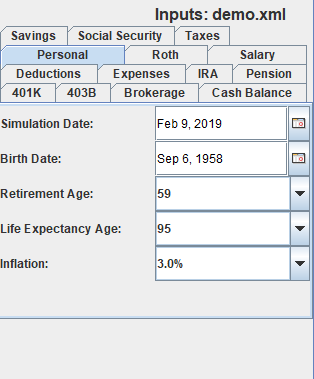 Inputs: demo.xml
Savings Social Security Taxes
Personal Roth Salary
Deductions Expenses IRA Pension
401K 403B Brokerage Cash Balance
Simulation Date: Feb 9, 2019
Birth Date: Sep 6, 1958
Retirement Age: 59
Life Expectancy Age: 95
Inflation: 3.0%